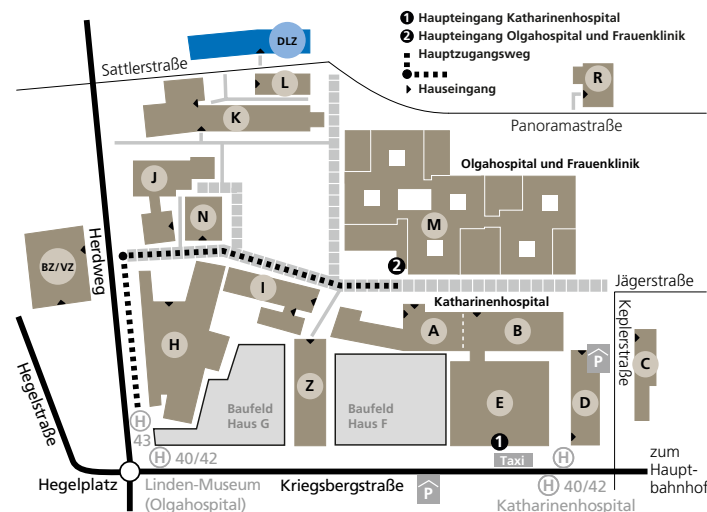 1 Haupteingang Katharinenhospital
2 Haupteingang Olgahospital und Frauenklinik
Hauptzugangsweg
Hauseingang
DLZ
Sattlerstraße
L
R
K
Panoramastraße
Olgahospital und Frauenklinik
J
N
M
BZ/VZ
Herdweg
2
I
Jägerstraße
Katharinenhospital
H
A
B
Keplerstraße
P
C
Hegelstraße
Z
Baufeld
Haus G
Baufeld
Haus F
E
D
H
43
1
H 40/42
Taxi
H
zum
Haupt-
bahnhof
Hegelplatz
Linden-Museum
(Olgahospital)
Kriegsbergstraße
P
H 40/42
Katharinenhospital